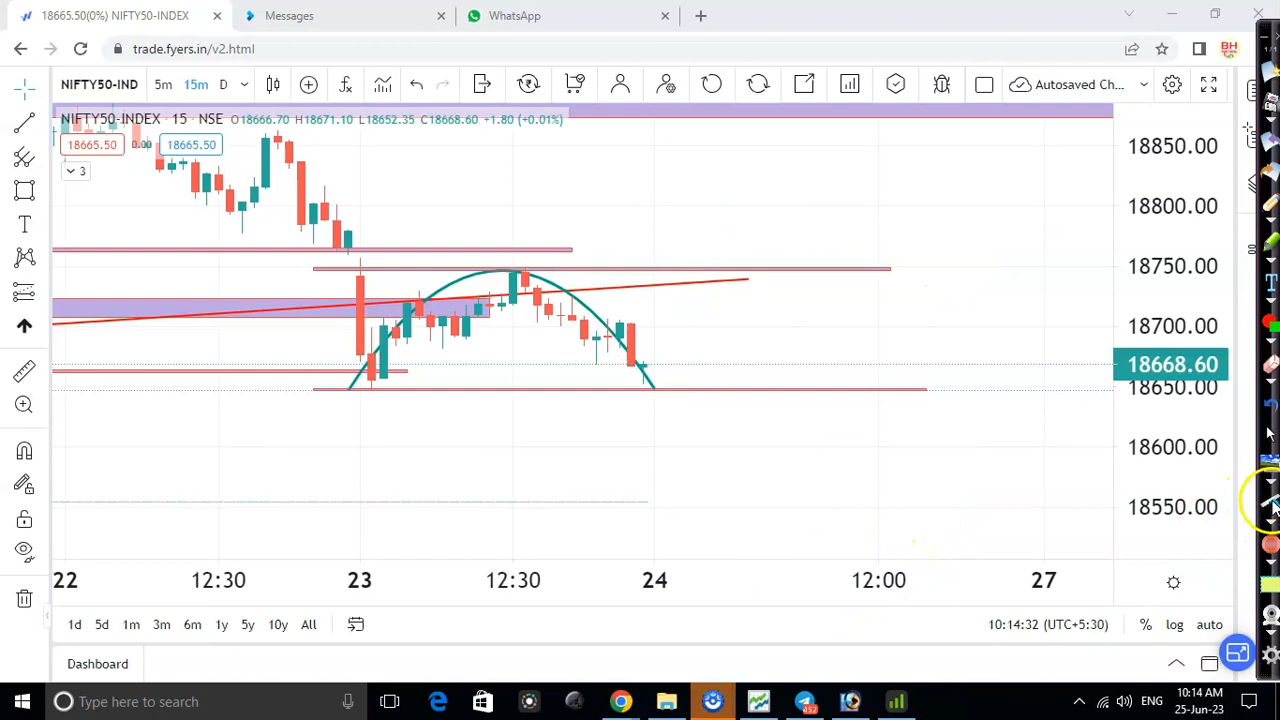 18665.50(0%) NIFTY50-INDEX
Messages
WhatsApp
trade.fyers.in/v2.html
BH
NIFTY50-IND 5m 15m D
Autosaved Ch...
NIFTY50-INDEX · 15 · NSE O18666.70 H18671.10 L18652.35 C18668.60 +1.80 (+0.01%)
18665.50 0.00 18665.50
3
18850.00
18800.00
18750.00
18700.00
18668.60
18650.00
18600.00
18550.00
22 12:30 23 12:30 24 12:00 27
1d 5d 1m 3m 6m 1y 5y 10y All
10:14:32 (UTC+5:30) % log auto
Dashboard
Type here to search
452
ENG
10:14 AM
25-Jun-23
1/1